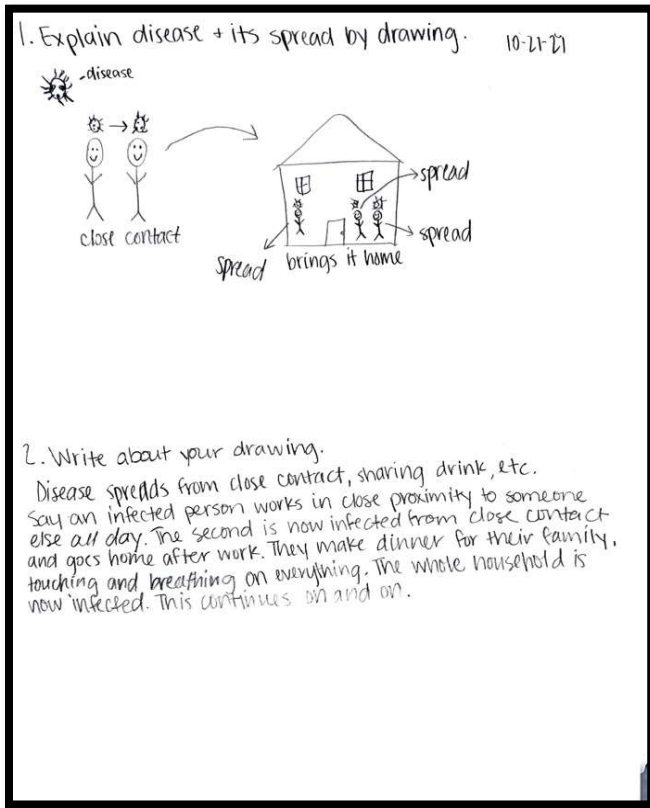 1. Explain disease + its spread by drawing.
10-21-21
-disease
close contact
spread
spread
spread
brings it home
2. Write about your drawing.
Disease spreads from close contact, sharing drink, etc.
Say an infected person works in close proximity to someone
else all day. The second is now infected from close contact
and goes home after work. They make dinner for their family,
touching and breathing on everything. The whole household is
now infected. This continues on and on.